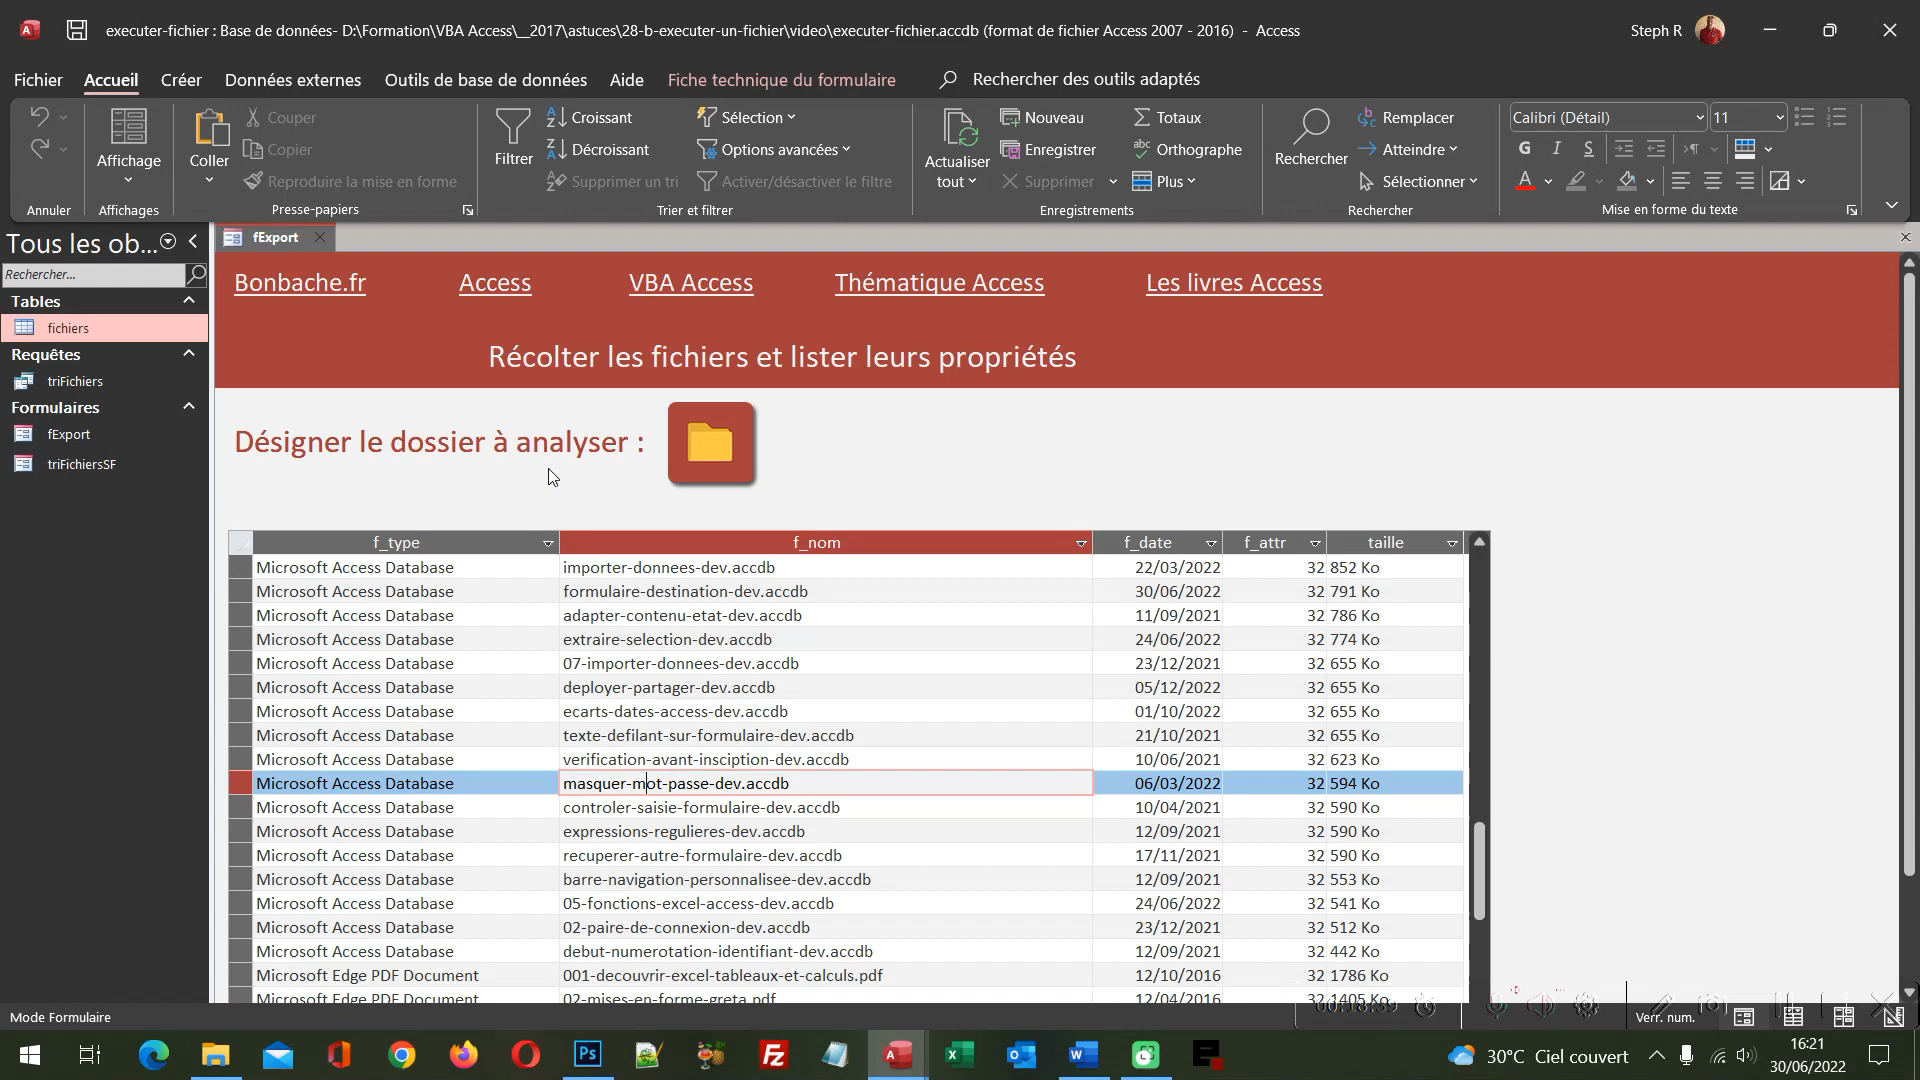 executer-fichier : Base de données- D:\Formation\VBA Access\__2017\astuces\28-b-executer-un-fichier\video\executer-fichier.accdb (format de fichier Access 2007 - 2016) - Access
Steph R
Fichier Accueil Créer Données externes Outils de base de données Aide Fiche technique du formulaire Rechercher des outils adaptés
Affichage
Coller
Couper
Copier
Reproduire la mise en forme
Filtrer
Croissant
Décroissant
Supprimer un tri
Sélection
Options avancées
Activer/désactiver le filtre
Actualiser
tout
Nouveau
Enregistrer
Supprimer
Totaux
Orthographe
Plus
Rechercher
Remplacer
Atteindre
Sélectionner
Calibri (Détail) 11
G I S
Annuler Affichages Presse-papiers Trier et filtrer Enregistrements Rechercher Mise en forme du texte
Tous les ob...
Rechercher...
Tables
fichiers
Requêtes
triFichiers
Formulaires
fExport
triFichiersSF
fExport
Bonbache.fr Access VBA Access Thématique Access Les livres Access
Récolter les fichiers et lister leurs propriétés
Désigner le dossier à analyser :
f_type f_nom f_date f_attr taille
Microsoft Access Database importer-donnees-dev.accdb 22/03/2022 32 852 Ko
Microsoft Access Database formulaire-destination-dev.accdb 30/06/2022 32 791 Ko
Microsoft Access Database adapter-contenu-etat-dev.accdb 11/09/2021 32 786 Ko
Microsoft Access Database extraire-selection-dev.accdb 24/06/2022 32 774 Ko
Microsoft Access Database 07-importer-donnees-dev.accdb 23/12/2021 32 655 Ko
Microsoft Access Database deployer-partager-dev.accdb 05/12/2022 32 655 Ko
Microsoft Access Database ecarts-dates-access-dev.accdb 01/10/2022 32 655 Ko
Microsoft Access Database texte-defilant-sur-formulaire-dev.accdb 21/10/2021 32 655 Ko
Microsoft Access Database verification-avant-insciption-dev.accdb 10/06/2021 32 623 Ko
Microsoft Access Database masquer-mot-passe-dev.accdb 06/03/2022 32 594 Ko
Microsoft Access Database controler-saisie-formulaire-dev.accdb 10/04/2021 32 590 Ko
Microsoft Access Database expressions-regulieres-dev.accdb 12/09/2021 32 590 Ko
Microsoft Access Database recuperer-autre-formulaire-dev.accdb 17/11/2021 32 590 Ko
Microsoft Access Database barre-navigation-personnalisee-dev.accdb 12/09/2021 32 553 Ko
Microsoft Access Database 05-fonctions-excel-access-dev.accdb 24/06/2022 32 541 Ko
Microsoft Access Database 02-paire-de-connexion-dev.accdb 23/12/2021 32 512 Ko
Microsoft Access Database debut-numerotation-identifiant-dev.accdb 12/09/2021 32 442 Ko
Microsoft Edge PDF Document 001-decouvrir-excel-tableaux-et-calculs.pdf 12/10/2016 32 1786 Ko
Microsoft Edge PDF Document 02-mises-en-forme-greta.pdf 12/04/2016 32 1405 Ko
Mode Formulaire
Verr. num.
30°C Ciel couvert
16:21
30/06/2022